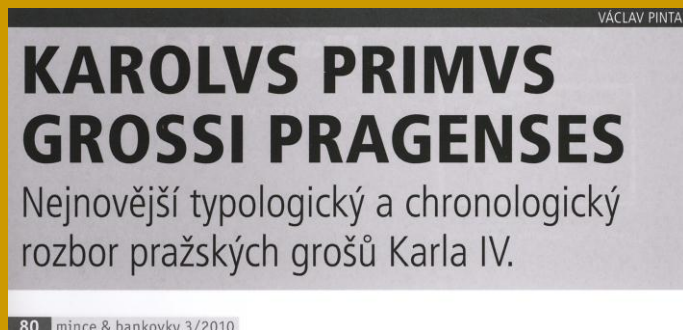 VÁCLAV PINTA
KAROLVS PRIMVS
GROSSI PRAGENSES
Nejnovější typologický a chronologický
rozbor pražských grošů Karla IV.
80 mince & bankovky 3/2010